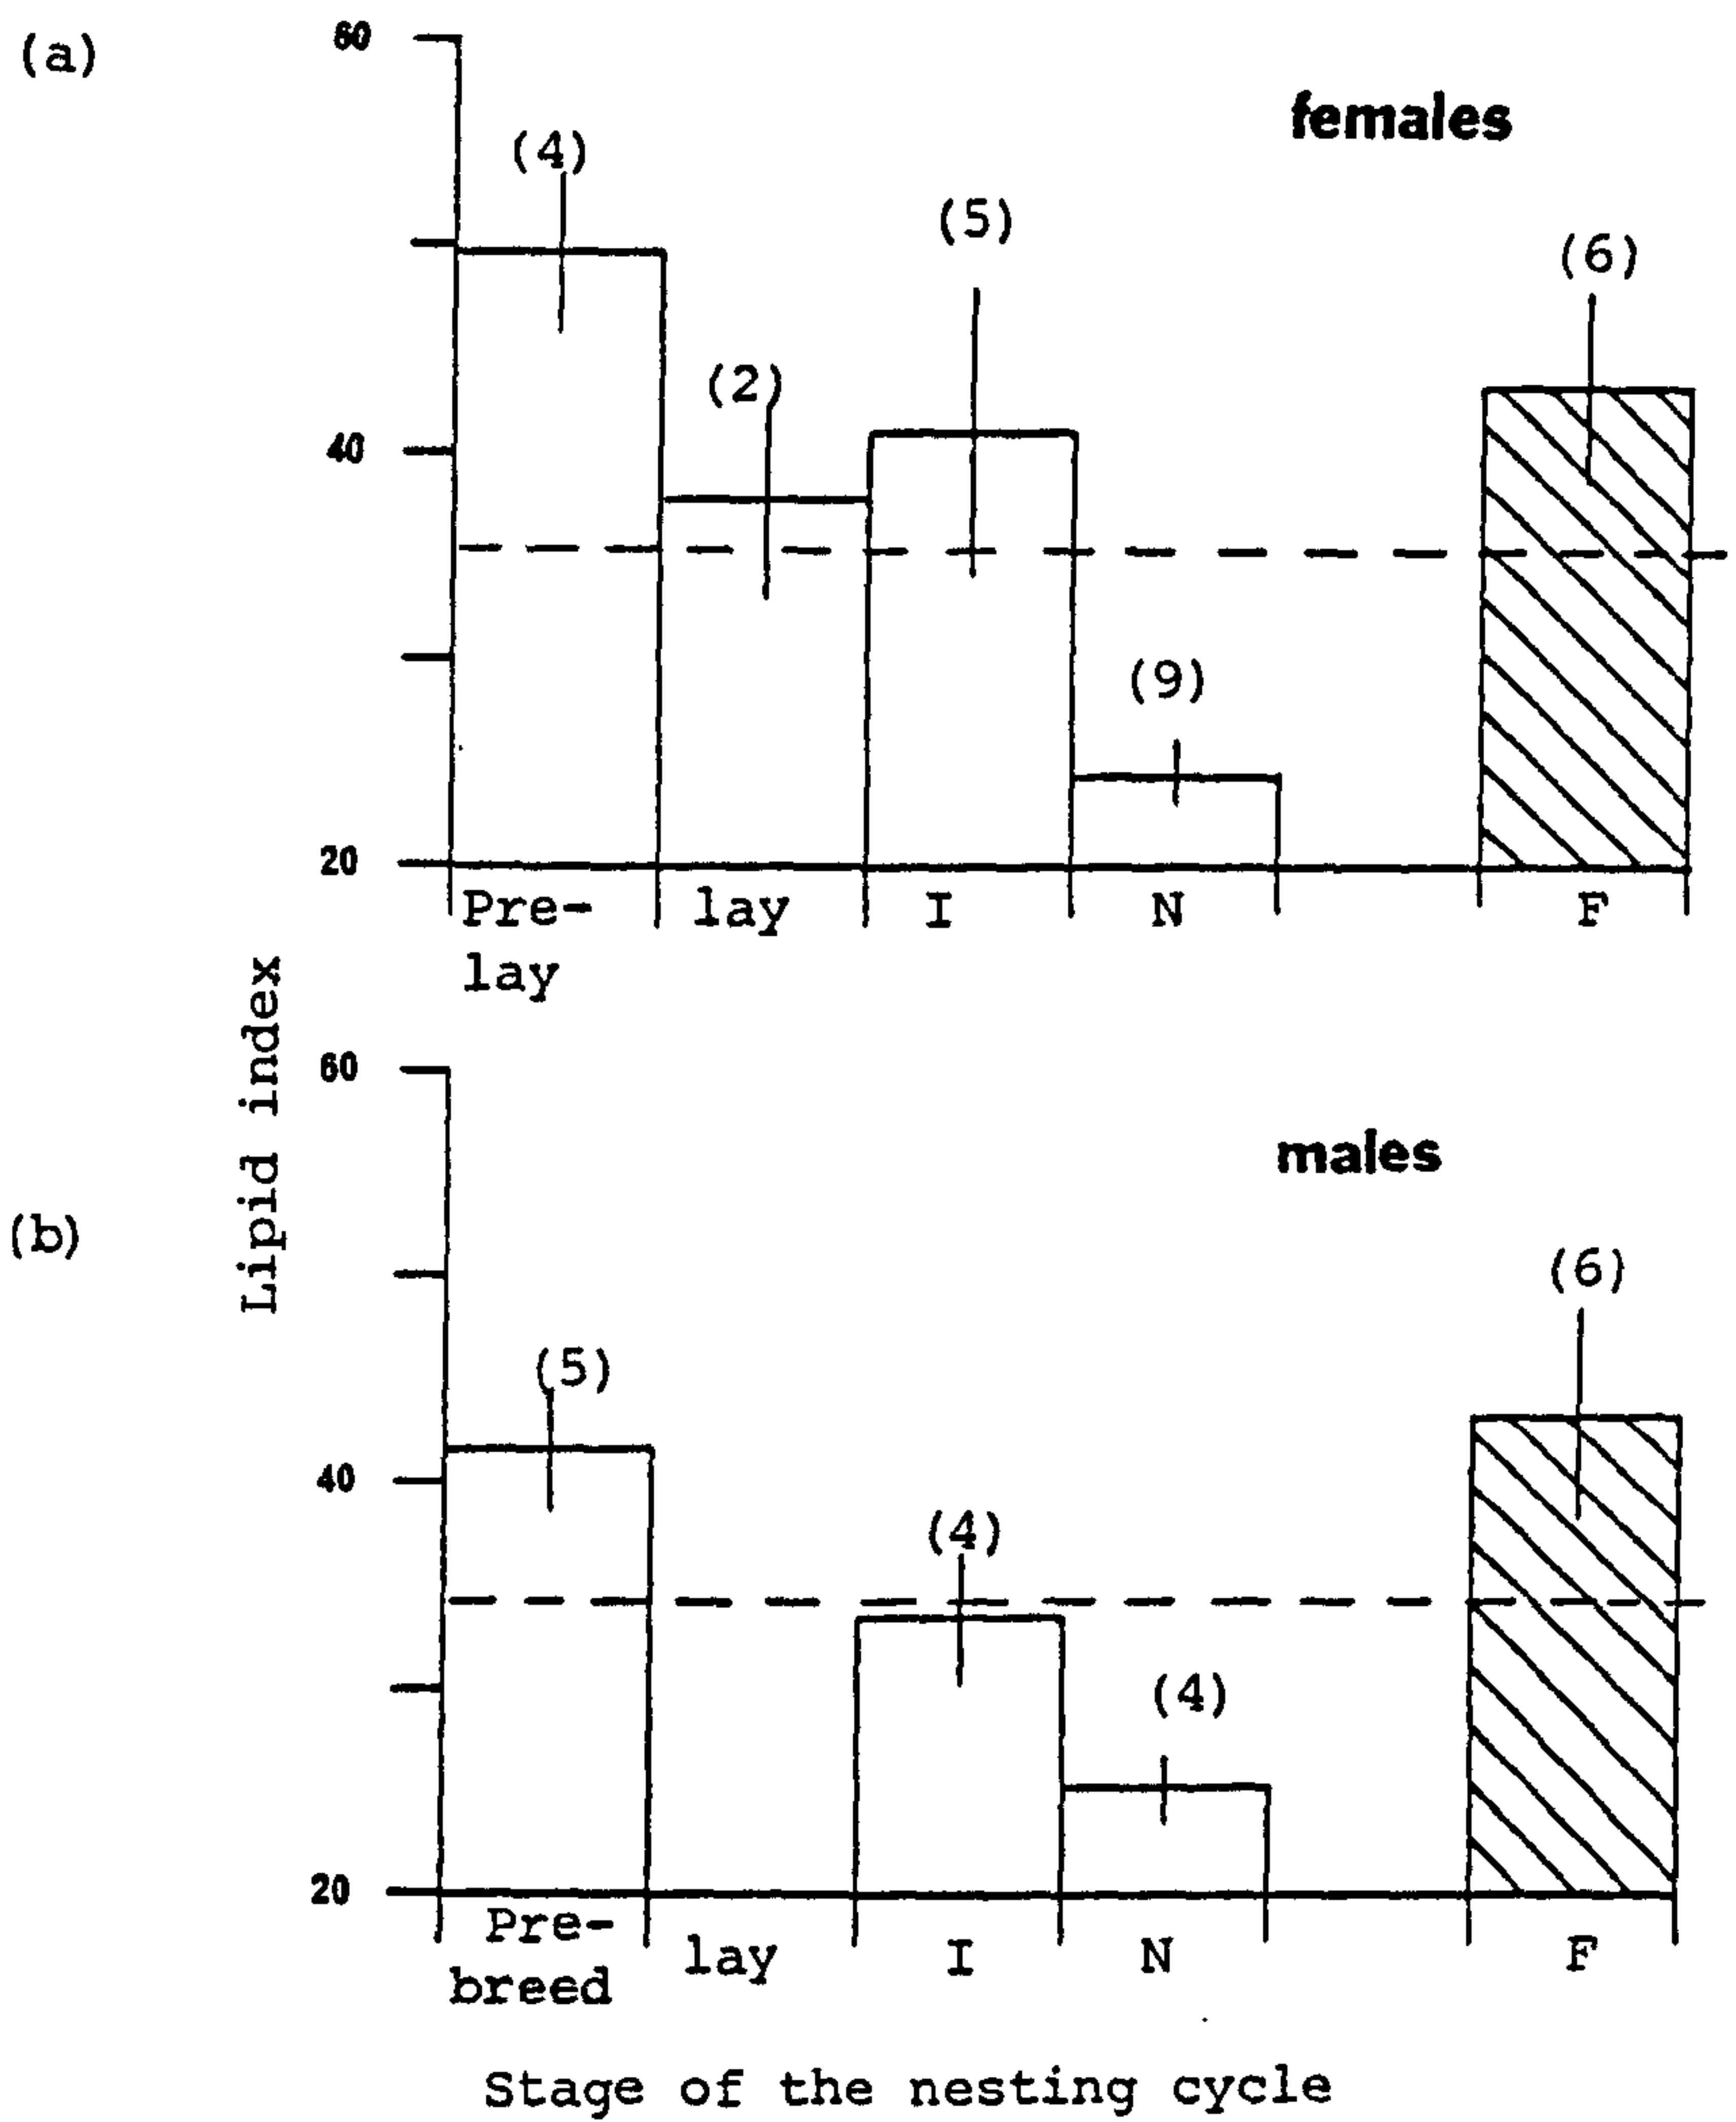 (a)
60
females
(4)
(5)
(6)
(2)
40
(9)
20
Pre- lay I N F
lay
Lipid index
60
males
(b)
(6)
(5)
40
(4)
(4)
20
Pre- lay I N F
breed
Stage of the nesting cycle